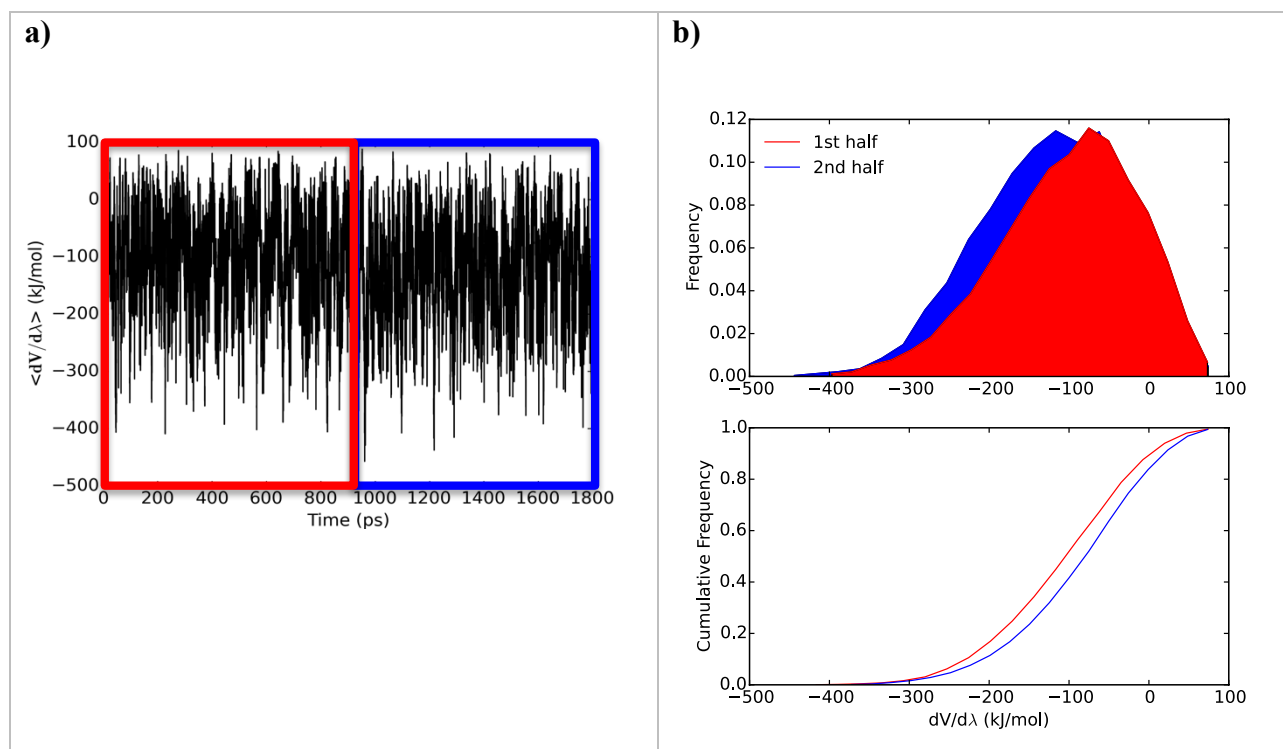 a)
100
0
−100
−200
−300
−400
−500
<dV/dλ> (kJ/mol)
0 200 400 600 800 1000 1200 1400 1600 1800
Time (ps)
b)
0.12
0.10
0.08
0.06
0.04
0.02
0.00
Frequency
1st half
2nd half
−500 −400 −300 −200 −100 0 100
1.0
0.8
0.6
0.4
0.2
0.0
Cumulative Frequency
−500 −400 −300 −200 −100 0 100
dV/dλ (kJ/mol)